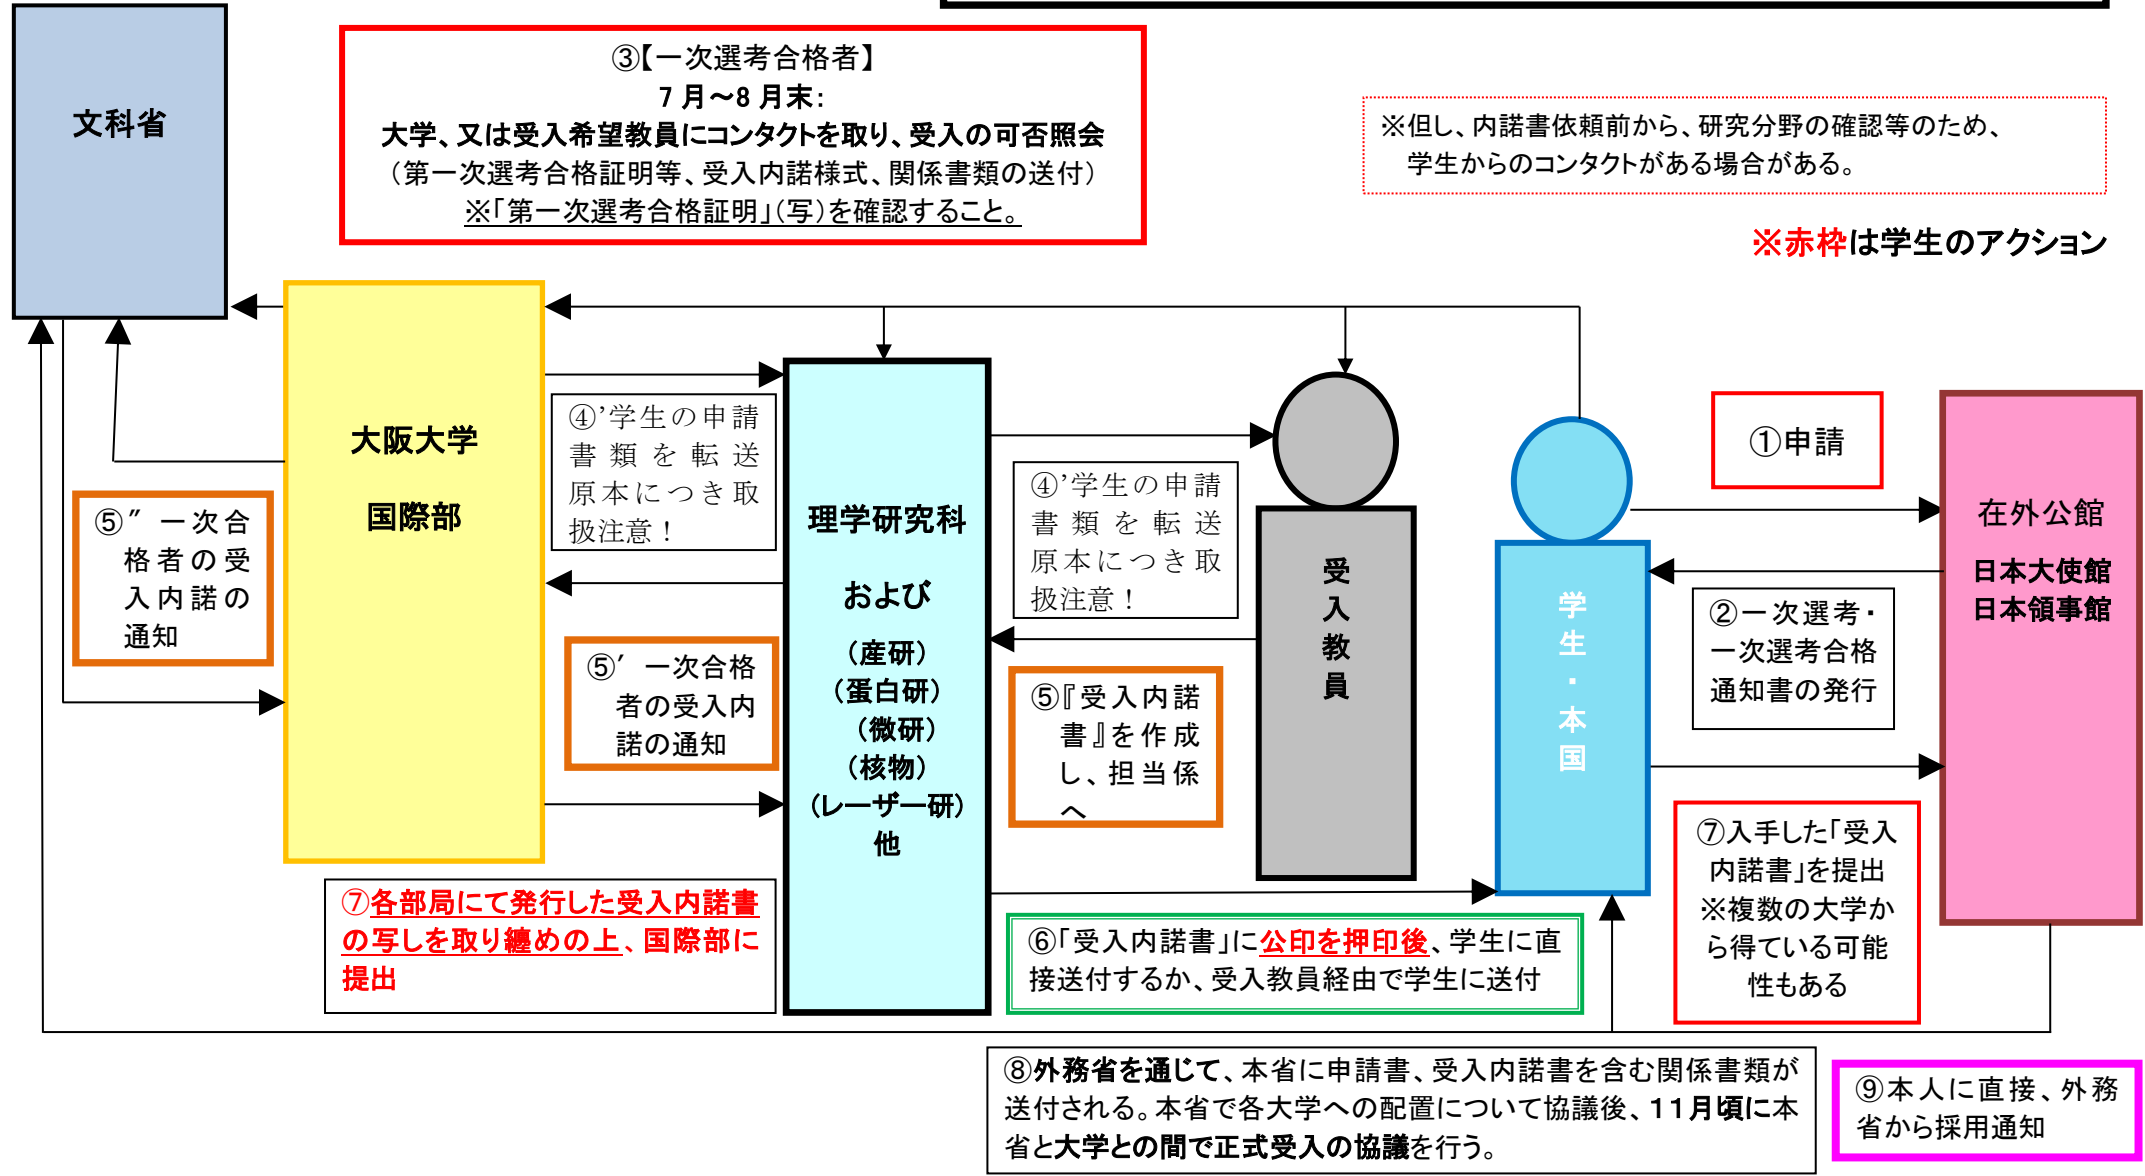 文科省
③【一次選考合格者】
7月～8月末：
大学、又は受入希望教員にコンタクトを取り、受入の可否照会
（第一次選考合格証明等、受入内諾様式、関係書類の送付）
※「第一次選考合格証明」（写）を確認すること。
※但し、内諾書依頼前から、研究分野の確認等のため、
学生からのコンタクトがある場合がある。
※赤枠は学生のアクション
大阪大学
国際部
④’学生の申請
書類を転送
原本につき取
扱注意！
⑤”一次合
格者の受
入内諾の
通知
⑤’一次合格
者の受入内
諾の通知
理学研究科
および
（産研）
（蛋白研）
（微研）
（核物）
（レーザー研）
他
④’学生の申請
書類を転送
原本につき取
扱注意！
⑤『受入内諾
書』を作成
し、担当係
へ
受
入
教
員
学
生
・
本
国
①申請
在外公館
日本大使館
日本領事館
②一次選考・
一次選考合格
通知書の発行
⑦入手した「受入
内諾書」を提出
※複数の大学か
ら得ている可能
性もある
⑦各部局にて発行した受入内諾書
の写しを取り纏めの上、国際部に
提出
⑥「受入内諾書」に公印を押印後、学生に直
接送付するか、受入教員経由で学生に送付
⑧外務省を通じて、本省に申請書、受入内諾書を含む関係書類が
送付される。本省で各大学への配置について協議後、11月頃に本
省と大学との間で正式受入の協議を行う。
⑨本人に直接、外務
省から採用通知